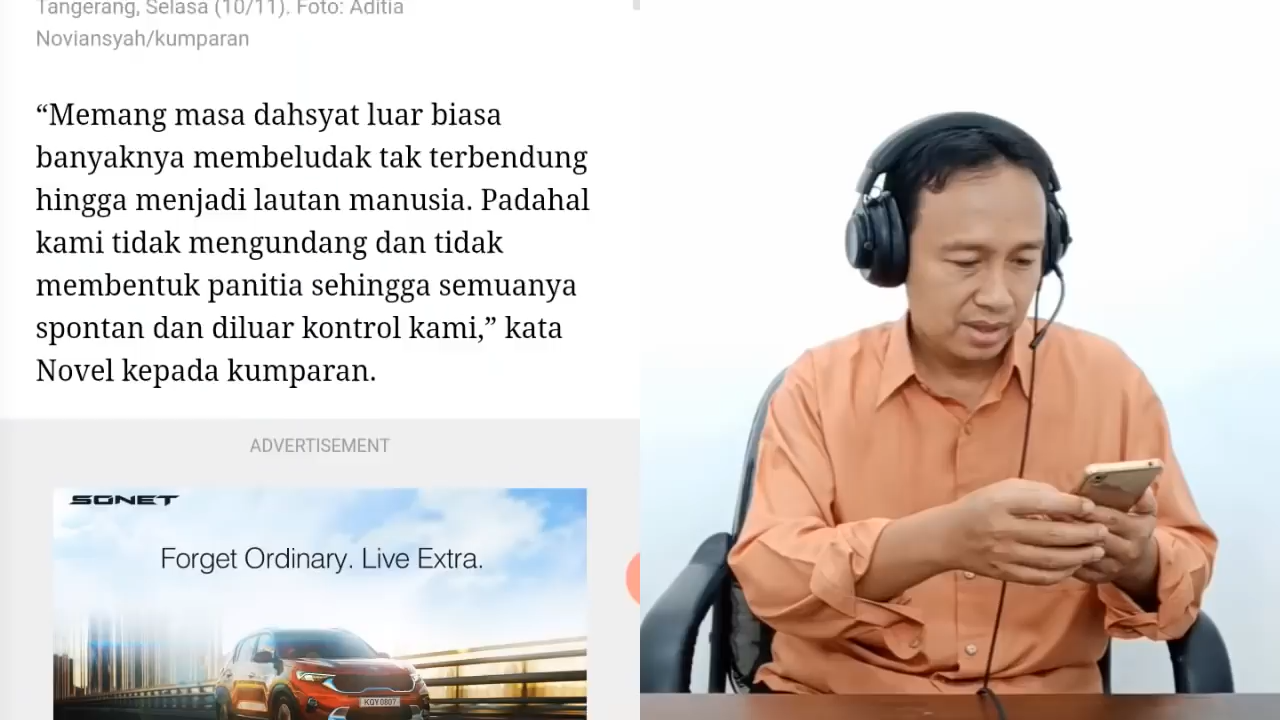 Tangerang, Selasa (10/11). Foto: Aditia
Noviansyah/kumparan
“Memang masa dahsyat luar biasa
banyaknya membeludak tak terbendung
hingga menjadi lautan manusia. Padahal
kami tidak mengundang dan tidak
membentuk panitia sehingga semuanya
spontan dan diluar kontrol kami,” kata
Novel kepada kumparan.
ADVERTISEMENT
SONET
Forget Ordinary. Live Extra.
KQY0807